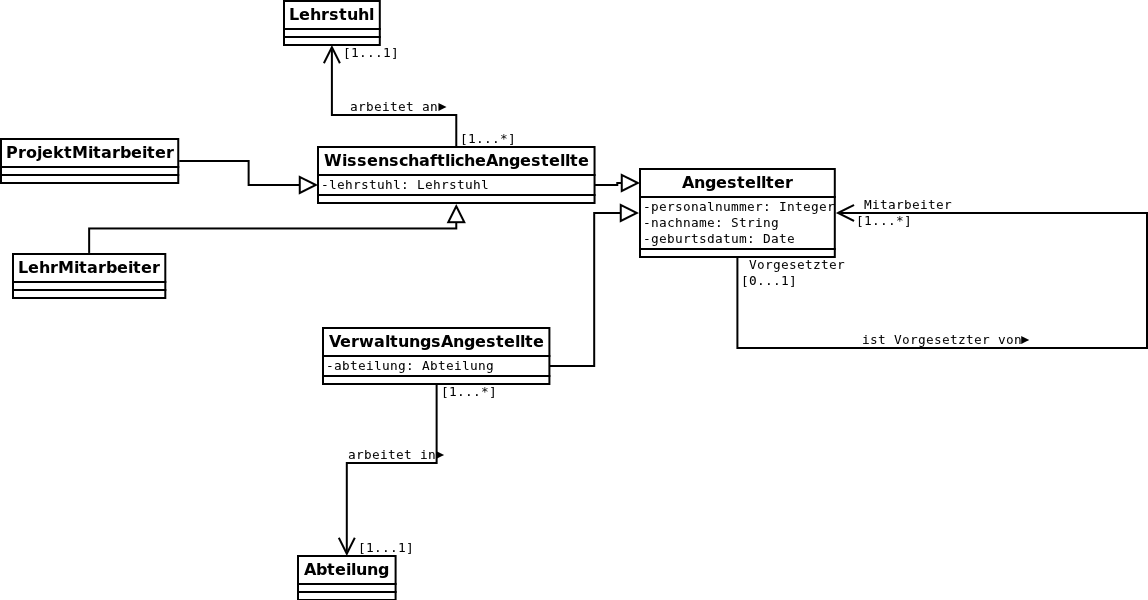 Lehrstuhl
[1...1]
arbeitet an►
[1...*]
ProjektMitarbeiter
WissenschaftlicheAngestellte
-lehrstuhl: Lehrstuhl
Angestellter
-personalnummer: Integer
-nachname: String
-geburtsdatum: Date
Mitarbeiter
[1...*]
LehrMitarbeiter
Vorgesetzter
[0...1]
ist Vorgesetzter von►
VerwaltungsAngestellte
-abteilung: Abteilung
[1...*]
arbeitet in►
[1...1]
Abteilung